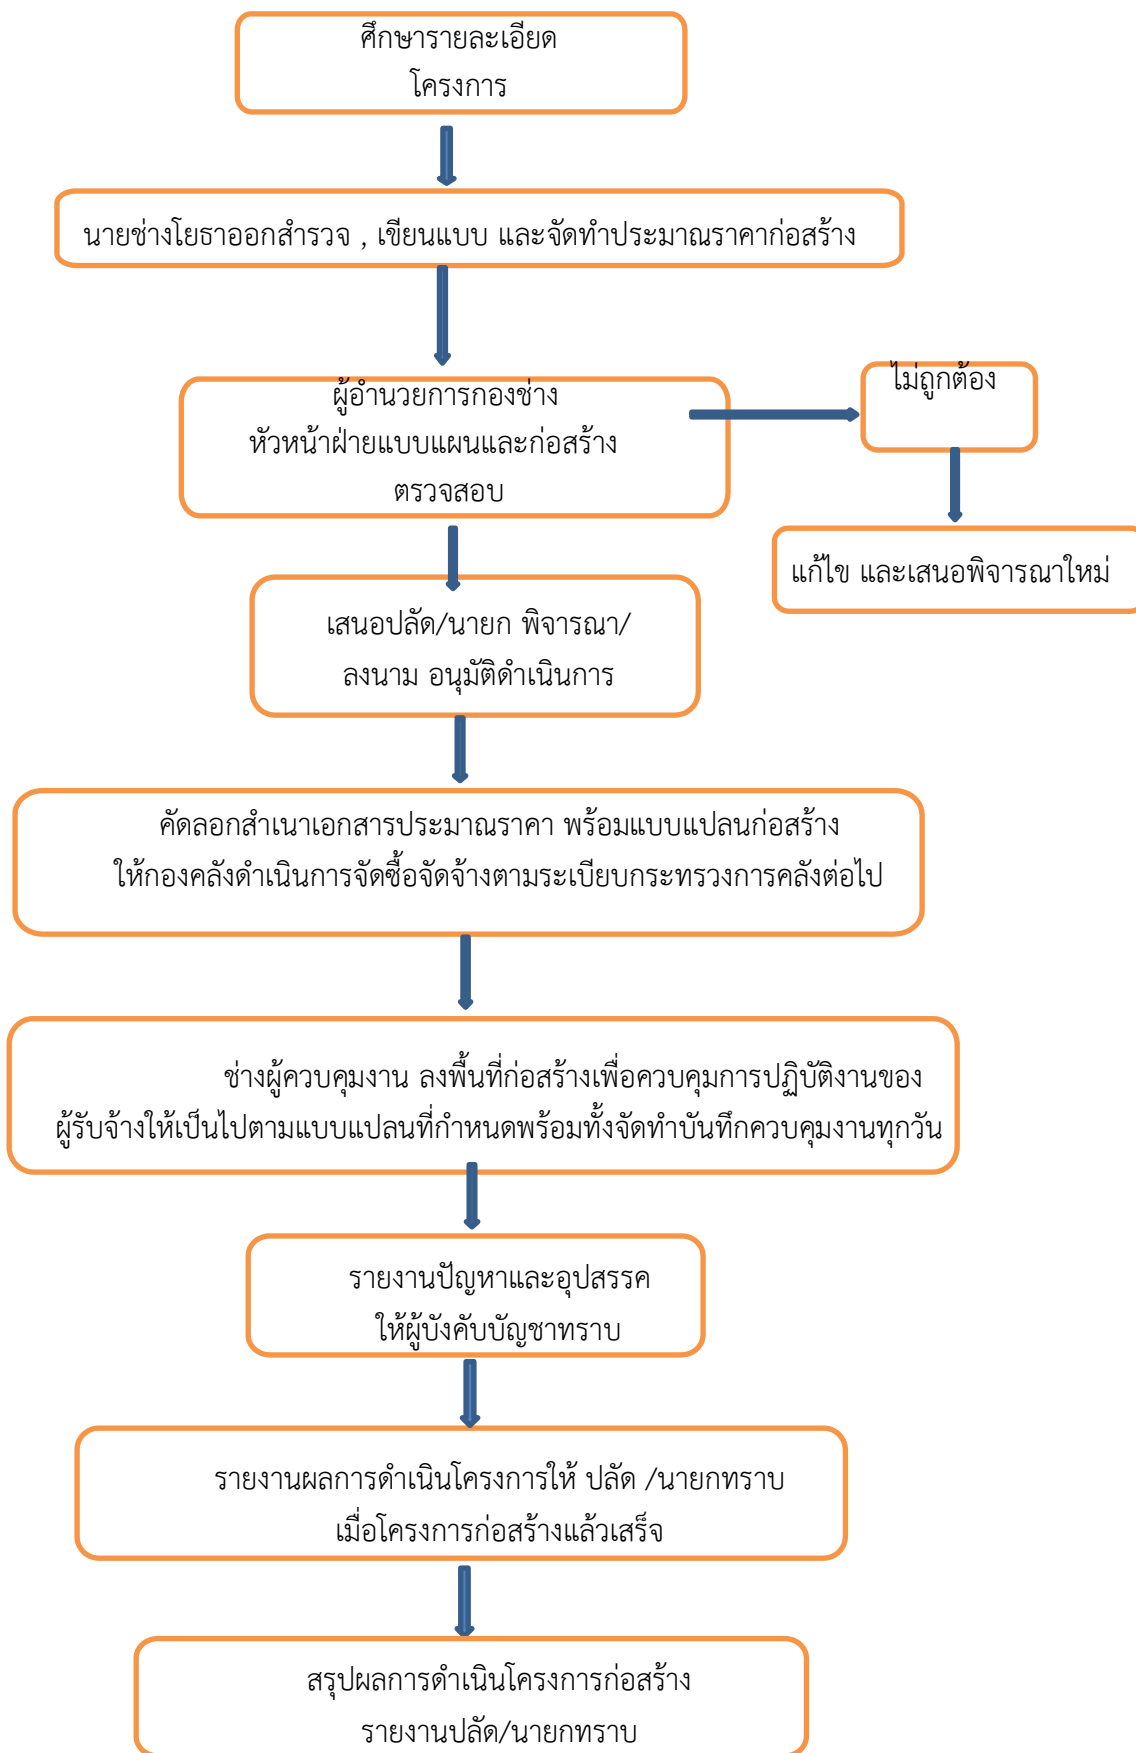 ศึกษารายละเอียด
โครงการ
นายช่างโยธาออกสำรวจ , เขียนแบบ และจัดทำประมาณราคาก่อสร้าง
ผู้อำนวยการกองช่าง
หัวหน้าฝ่ายแบบแผนและก่อสร้าง
ตรวจสอบ
ไม่ถูกต้อง
แก้ไข และเสนอพิจารณาใหม่
เสนอปลัด/นายก พิจารณา/
ลงนาม อนุมัติดำเนินการ
คัดลอกสำเนาเอกสารประมาณราคา พร้อมแบบแปลนก่อสร้าง
ให้กองคลังดำเนินการจัดซื้อจัดจ้างตามระเบียบกระทรวงการคลังต่อไป
ช่างผู้ควบคุมงาน ลงพื้นที่ก่อสร้างเพื่อควบคุมการปฏิบัติงานของ
ผู้รับจ้างให้เป็นไปตามแบบแปลนที่กำหนดพร้อมทั้งจัดทำบันทึกควบคุมงานทุกวัน
รายงานปัญหาและอุปสรรค
ให้ผู้บังคับบัญชาทราบ
รายงานผลการดำเนินโครงการให้ ปลัด /นายกทราบ
เมื่อโครงการก่อสร้างแล้วเสร็จ
สรุปผลการดำเนินโครงการก่อสร้าง
รายงานปลัด/นายกทราบ